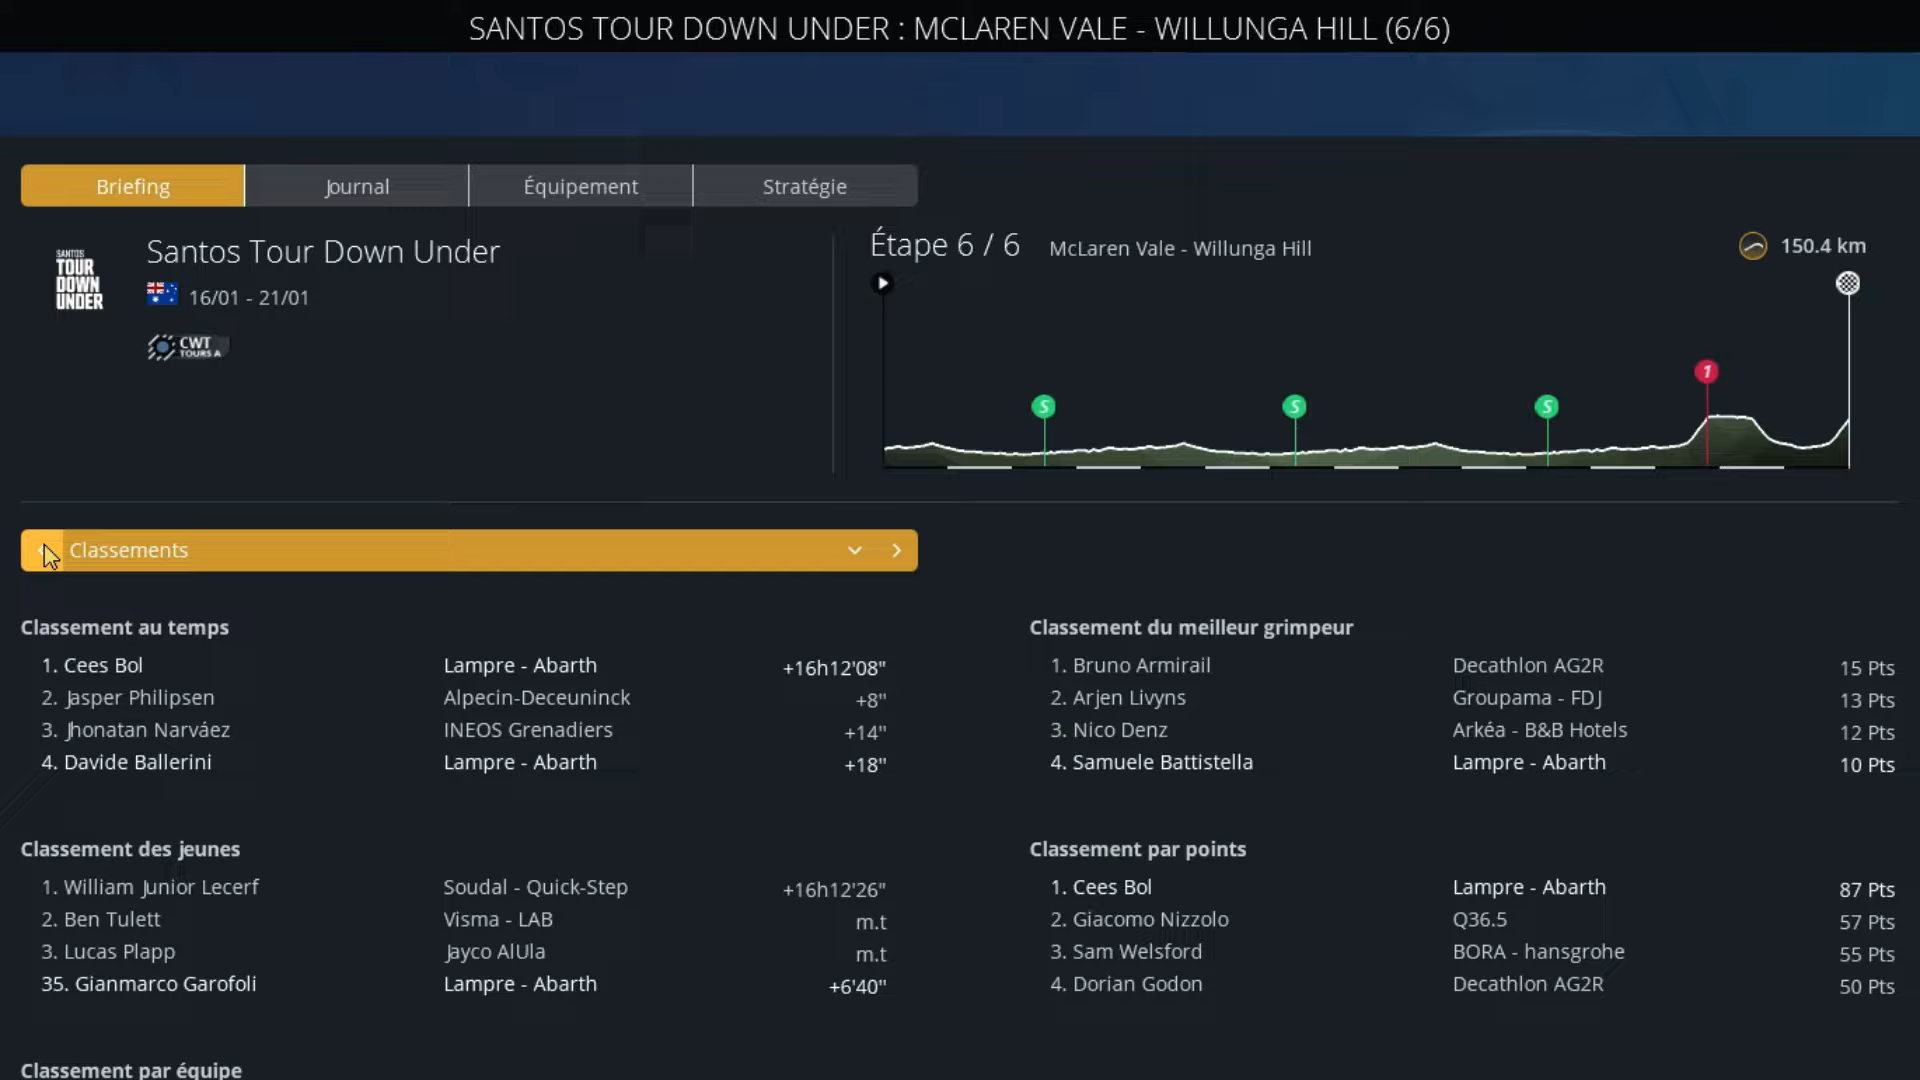 SANTOS TOUR DOWN UNDER : MCLAREN VALE - WILLUNGA HILL (6/6)
Briefing Journal Équipement Stratégie
SANTOS
TOUR
DOWN
UNDER
Santos Tour Down Under
16/01 - 21/01
CWT
TOURS A
Étape 6 / 6 McLaren Vale - Willunga Hill 150.4 km
1
S S S
Classements
Classement au temps
1. Cees Bol Lampre - Abarth +16h12'08''
2. Jasper Philipsen Alpecin-Deceuninck +8''
3. Jhonatan Narváez INEOS Grenadiers +14''
4. Davide Ballerini Lampre - Abarth +18''
Classement du meilleur grimpeur
1. Bruno Armirail Decathlon AG2R 15 Pts
2. Arjen Livyns Groupama - FDJ 13 Pts
3. Nico Denz Arkéa - B&B Hotels 12 Pts
4. Samuele Battistella Lampre - Abarth 10 Pts
Classement des jeunes
1. William Junior Lecerf Soudal - Quick-Step +16h12'26''
2. Ben Tulett Visma - LAB m.t
3. Lucas Plapp Jayco AlUla m.t
35. Gianmarco Garofoli Lampre - Abarth +6'40''
Classement par points
1. Cees Bol Lampre - Abarth 87 Pts
2. Giacomo Nizzolo Q36.5 57 Pts
3. Sam Welsford BORA - hansgrohe 55 Pts
4. Dorian Godon Decathlon AG2R 50 Pts
Classement par équipe